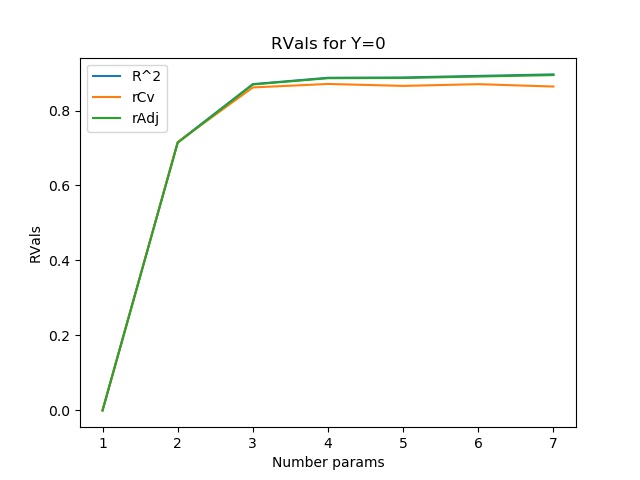 RVals for Y=0
R^2
rCv
rAdj
RVals
0.8
0.6
0.4
0.2
0.0
1 2 3 4 5 6 7
Number params